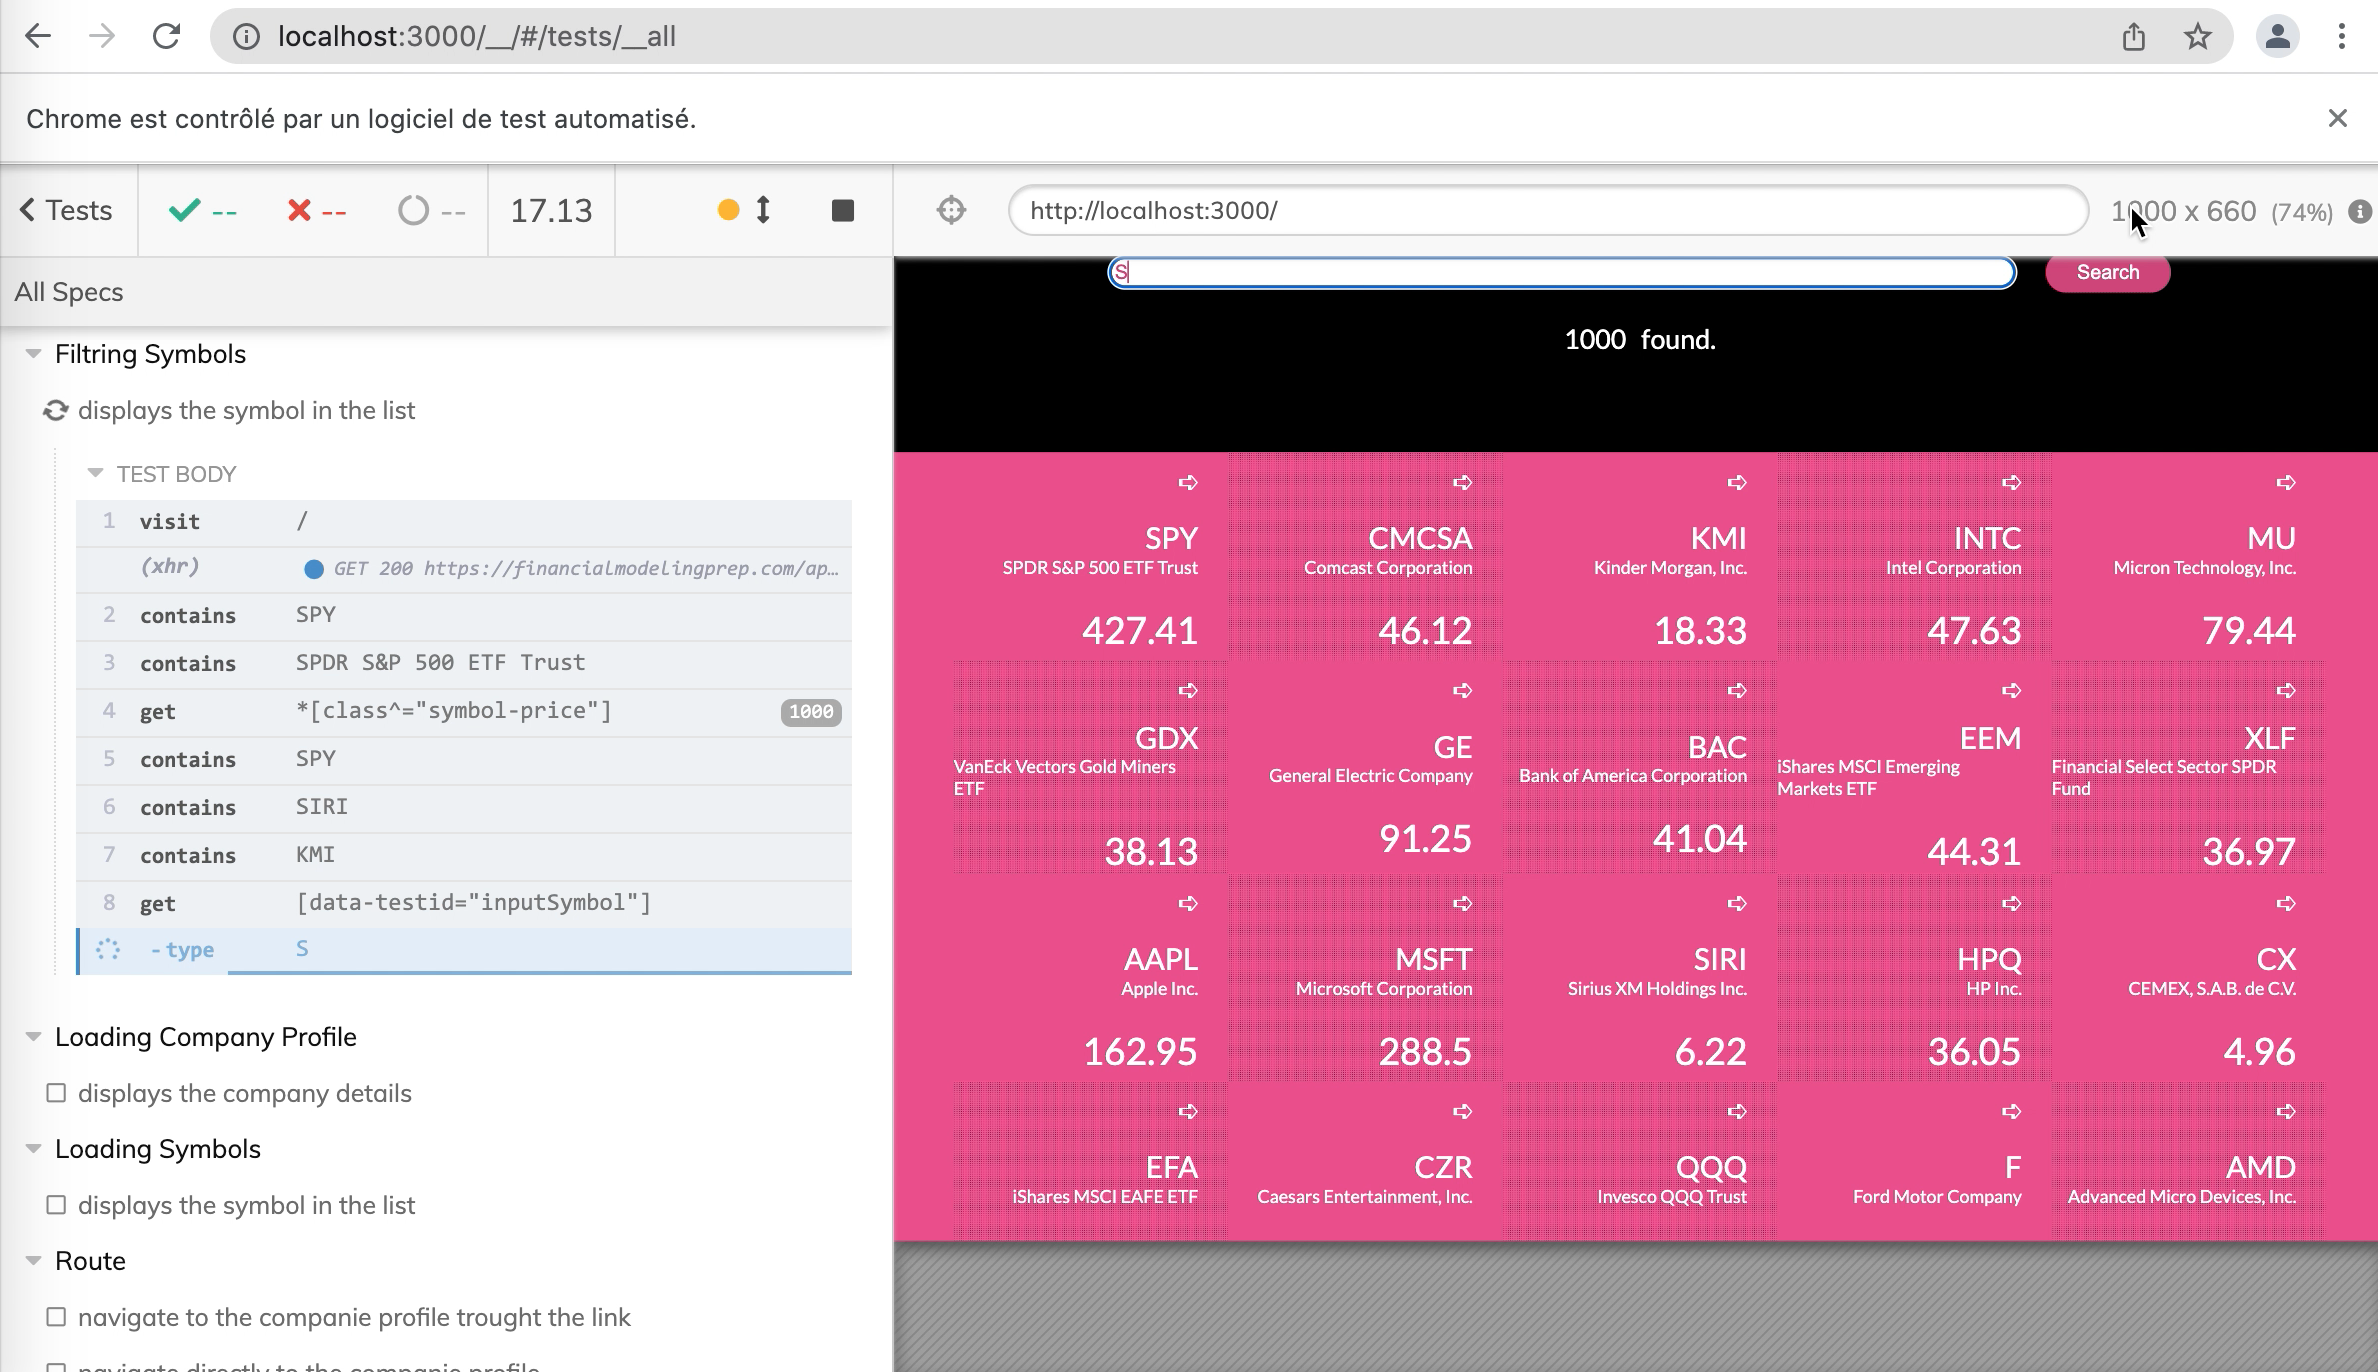 localhost:3000/__/#/tests/__all
Chrome est contrôlé par un logiciel de test automatisé.
Tests
--
--
--
17.13
http://localhost:3000/
1000 x 660 (74%)
All Specs
Filtring Symbols
displays the symbol in the list
TEST BODY
1 visit /
(xhr) GET 200 https://financialmodelingprep.com/ap…
2 contains SPY
3 contains SPDR S&P 500 ETF Trust
4 get *[class^="symbol-price"] 1000
5 contains SPY
6 contains SIRI
7 contains KMI
8 get [data-testid="inputSymbol"]
-type S
Loading Company Profile
displays the company details
Loading Symbols
displays the symbol in the list
Route
navigate to the companie profile trought the link
navigate directly to the companie profile
S
Search
1000 found.
SPY
SPDR S&P 500 ETF Trust
427.41
CMCSA
Comcast Corporation
46.12
KMI
Kinder Morgan, Inc.
18.33
INTC
Intel Corporation
47.63
MU
Micron Technology, Inc.
79.44
GDX
VanEck Vectors Gold Miners
ETF
38.13
GE
General Electric Company
91.25
BAC
Bank of America Corporation
41.04
EEM
iShares MSCI Emerging
Markets ETF
44.31
XLF
Financial Select Sector SPDR
Fund
36.97
AAPL
Apple Inc.
162.95
MSFT
Microsoft Corporation
288.5
SIRI
Sirius XM Holdings Inc.
6.22
HPQ
HP Inc.
36.05
CX
CEMEX, S.A.B. de C.V.
4.96
EFA
iShares MSCI EAFE ETF
CZR
Caesars Entertainment, Inc.
QQQ
Invesco QQQ Trust
F
Ford Motor Company
AMD
Advanced Micro Devices, Inc.